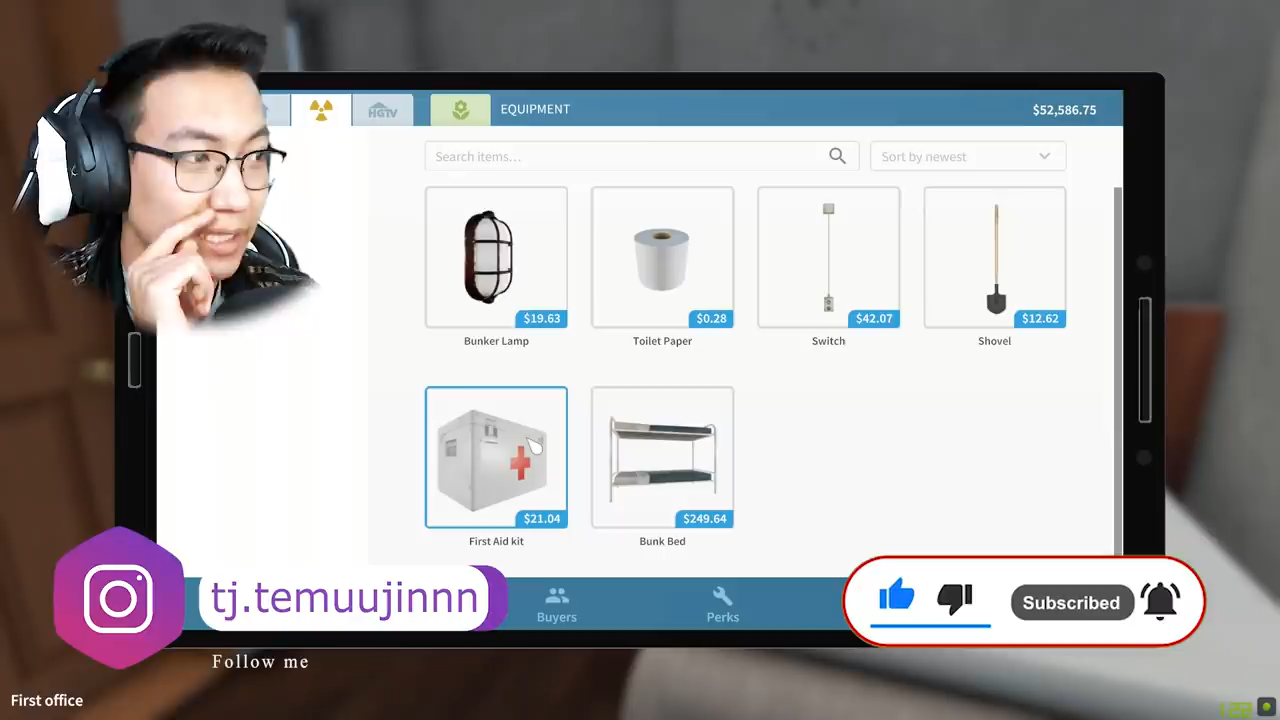 HGTV
EQUIPMENT
$52,586.75
Search items...
Sort by newest
$19.63
$0.28
$42.07
$12.62
Bunker Lamp
Toilet Paper
Switch
Shovel
$21.04
$249.64
First Aid kit
Bunk Bed
tj.temuujinnn
Buyers
Perks
Subscribed
Follow me
First office